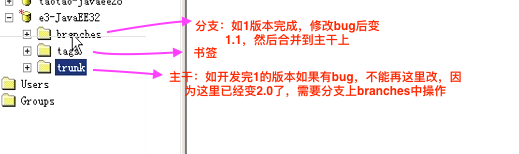 taotao-javaee20
e3-JavaEE32
branches
tags
trunk
Users
Groups
分支：如1版本完成，修改bug后变
1.1，然后合并到主干上
书签
主干：如开发完1的版本如果有bug，不能再这里改，因
为这里已经变2.0了，需要分支上branches中操作